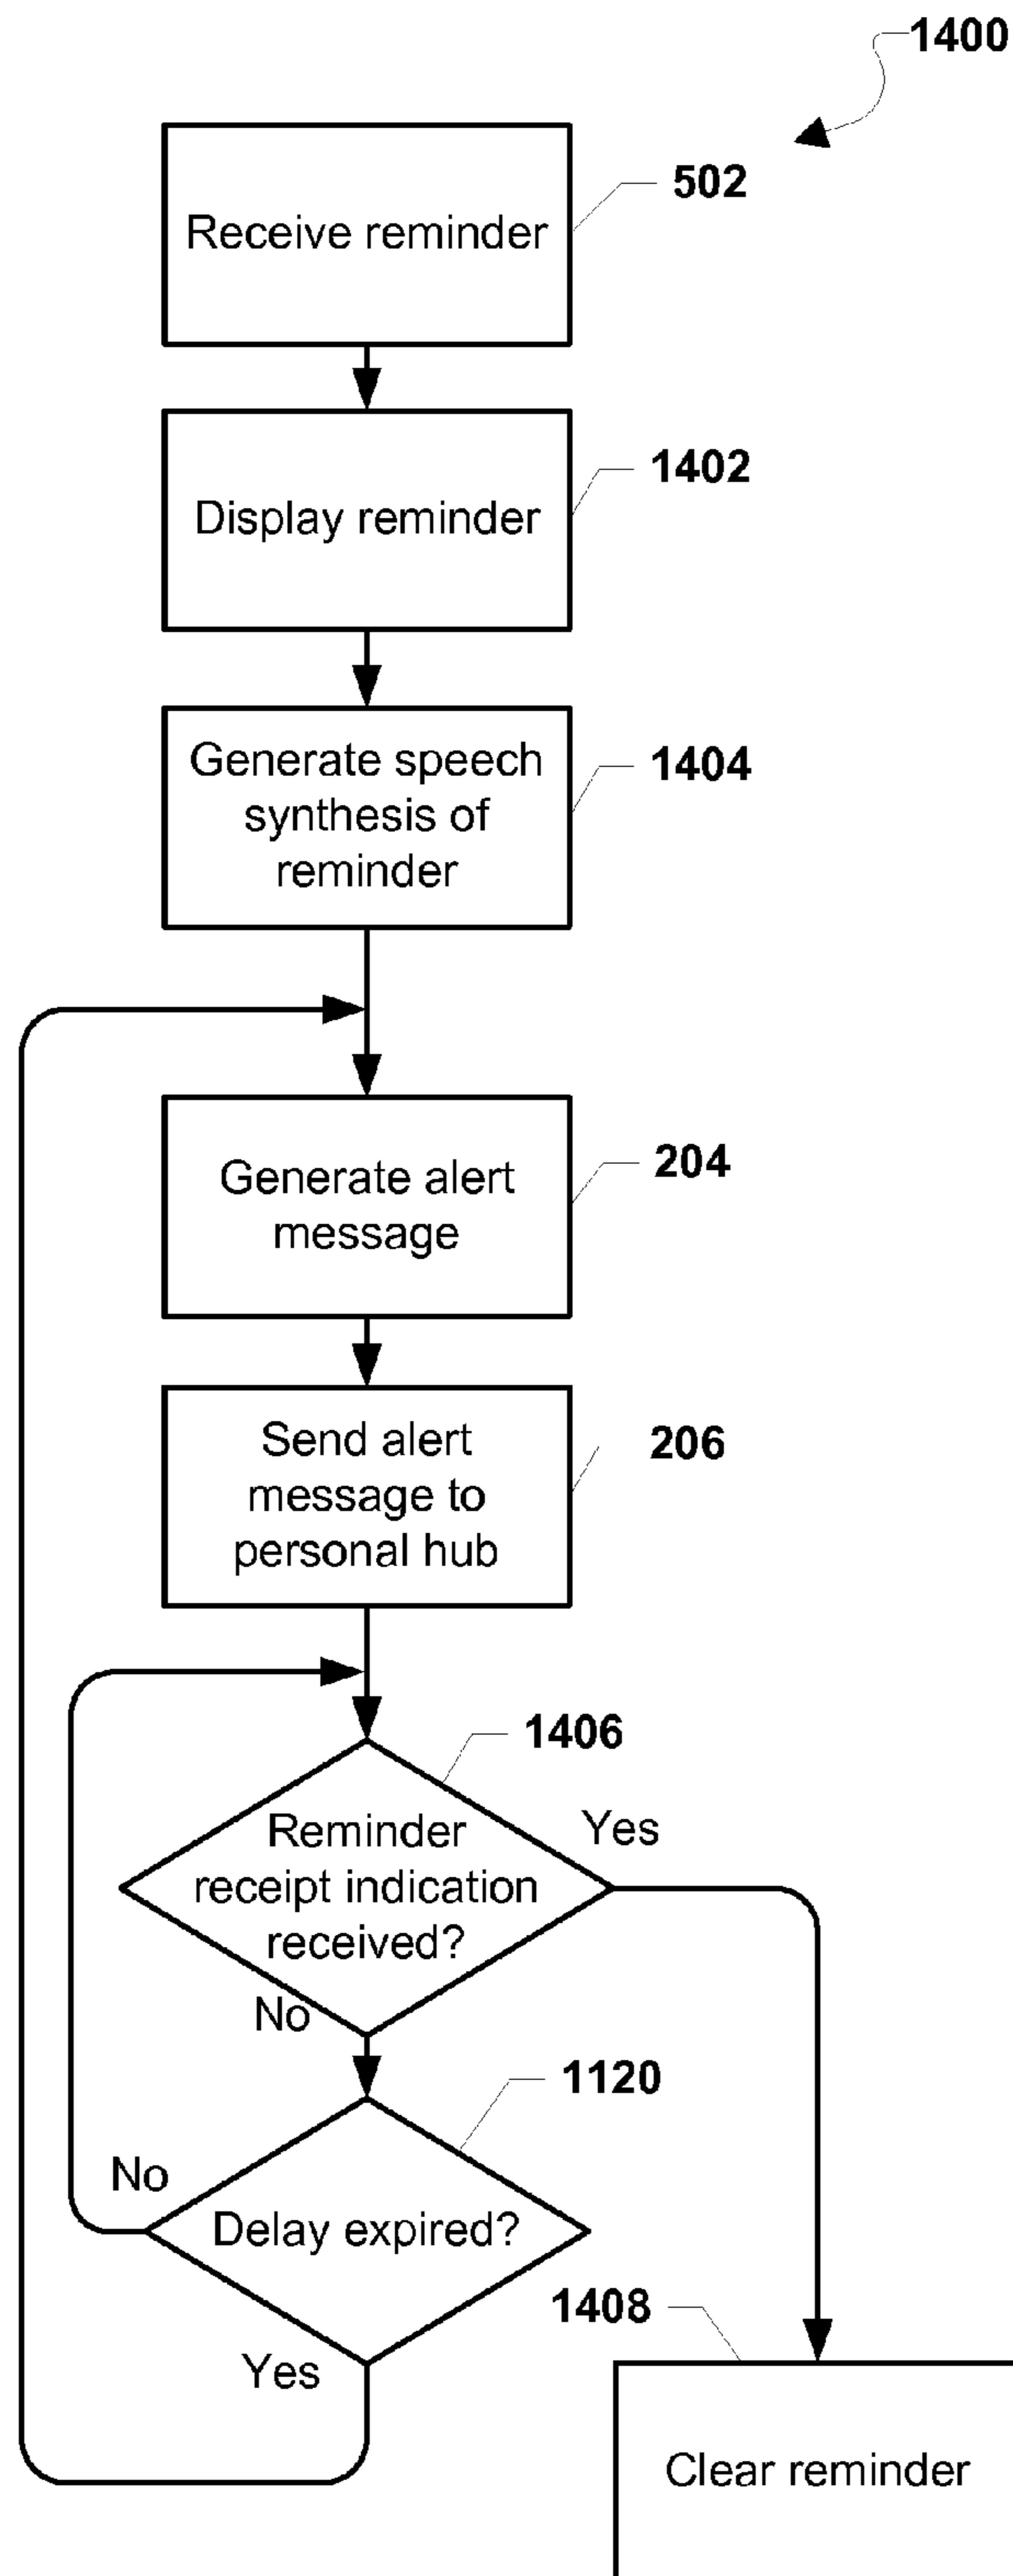 1400
502
Receive reminder
1402
Display reminder
1404
Generate speech
synthesis of
reminder
204
Generate alert
message
206
Send alert
message to
personal hub
1406
Reminder
receipt indication
received?
Yes
No
1120
Delay expired?
No
Yes
1408
Clear reminder